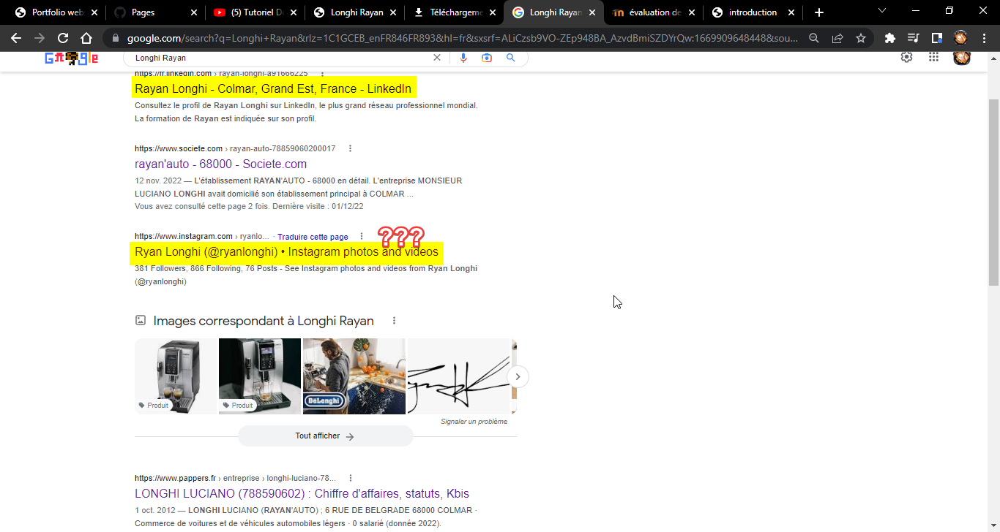 Portfolio web
Pages
(5) Tutoriel D
Longhi Rayan
Téléchargeme
Longhi Rayan
évaluation de
introduction
google.com/search?q=Longhi+Rayan&rlz=1C1GCEB_enFR846FR893&hl=fr&sxsrf=ALiCzsb9VO-ZEp948BA_AzvdBmiSZDYrQw:1669909648448&sou...
Longhi Rayan
https://fr.linkedin.com › rayan-longhi-a91666225
Rayan Longhi - Colmar, Grand Est, France - LinkedIn
Consultez le profil de Rayan Longhi sur LinkedIn, le plus grand réseau professionnel mondial.
La formation de Rayan est indiquée sur son profil.
https://www.societe.com › rayan-auto-78859060200017
rayan'auto - 68000 - Societe.com
12 nov. 2022 — L'établissement RAYAN'AUTO - 68000 en détail. L'entreprise MONSIEUR
LUCIANO LONGHI avait domicilié son établissement principal à COLMAR ...
Vous avez consulté cette page 2 fois. Dernière visite : 01/12/22
https://www.instagram.com › ryanlo... · Traduire cette page
???
Ryan Longhi (@ryanlonghi) • Instagram photos and videos
381 Followers, 866 Following, 76 Posts - See Instagram photos and videos from Ryan Longhi
(@ryanlonghi)
Images correspondant à Longhi Rayan
Produit
Produit
DeLonghi
Signaler un problème
Tout afficher
https://www.pappers.fr › entreprise › longhi-luciano-78...
LONGHI LUCIANO (788590602) : Chiffre d'affaires, statuts, Kbis
1 oct. 2012 — LONGHI LUCIANO (RAYAN'AUTO) ; 6 RUE DE BELGRADE 68000 COLMAR ·
Commerce de voitures et de véhicules automobiles légers · 0 salarié (donnée 2022).